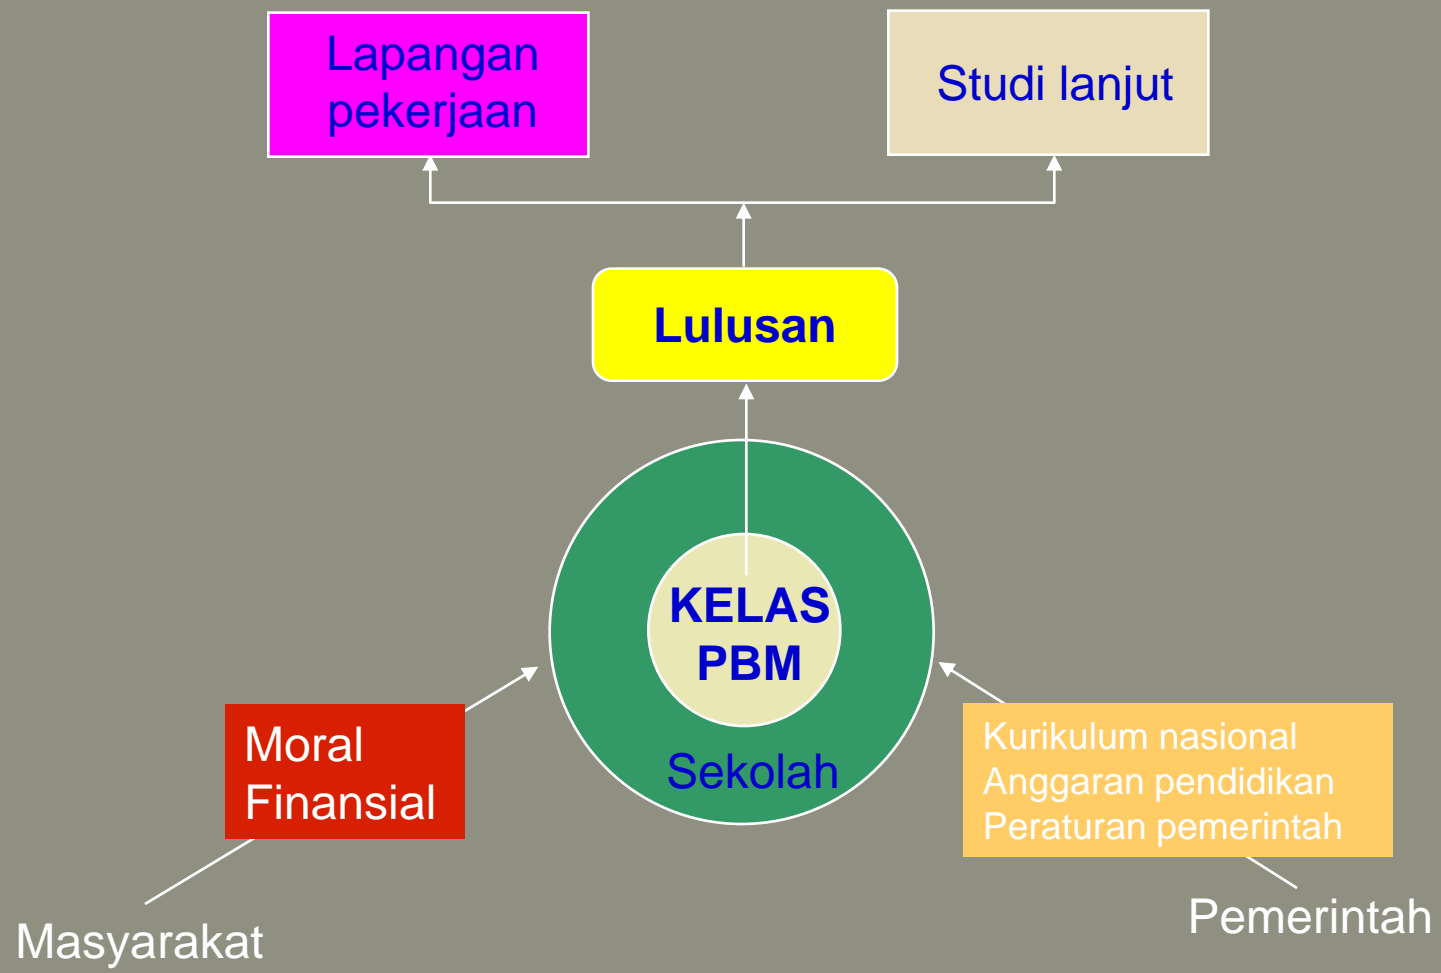 Lapangan
pekerjaan
Studi lanjut
Lulusan
KELAS
PBM
Sekolah
Moral
Finansial
Kurikulum nasional
Anggaran pendidikan
Peraturan pemerintah
Masyarakat
Pemerintah